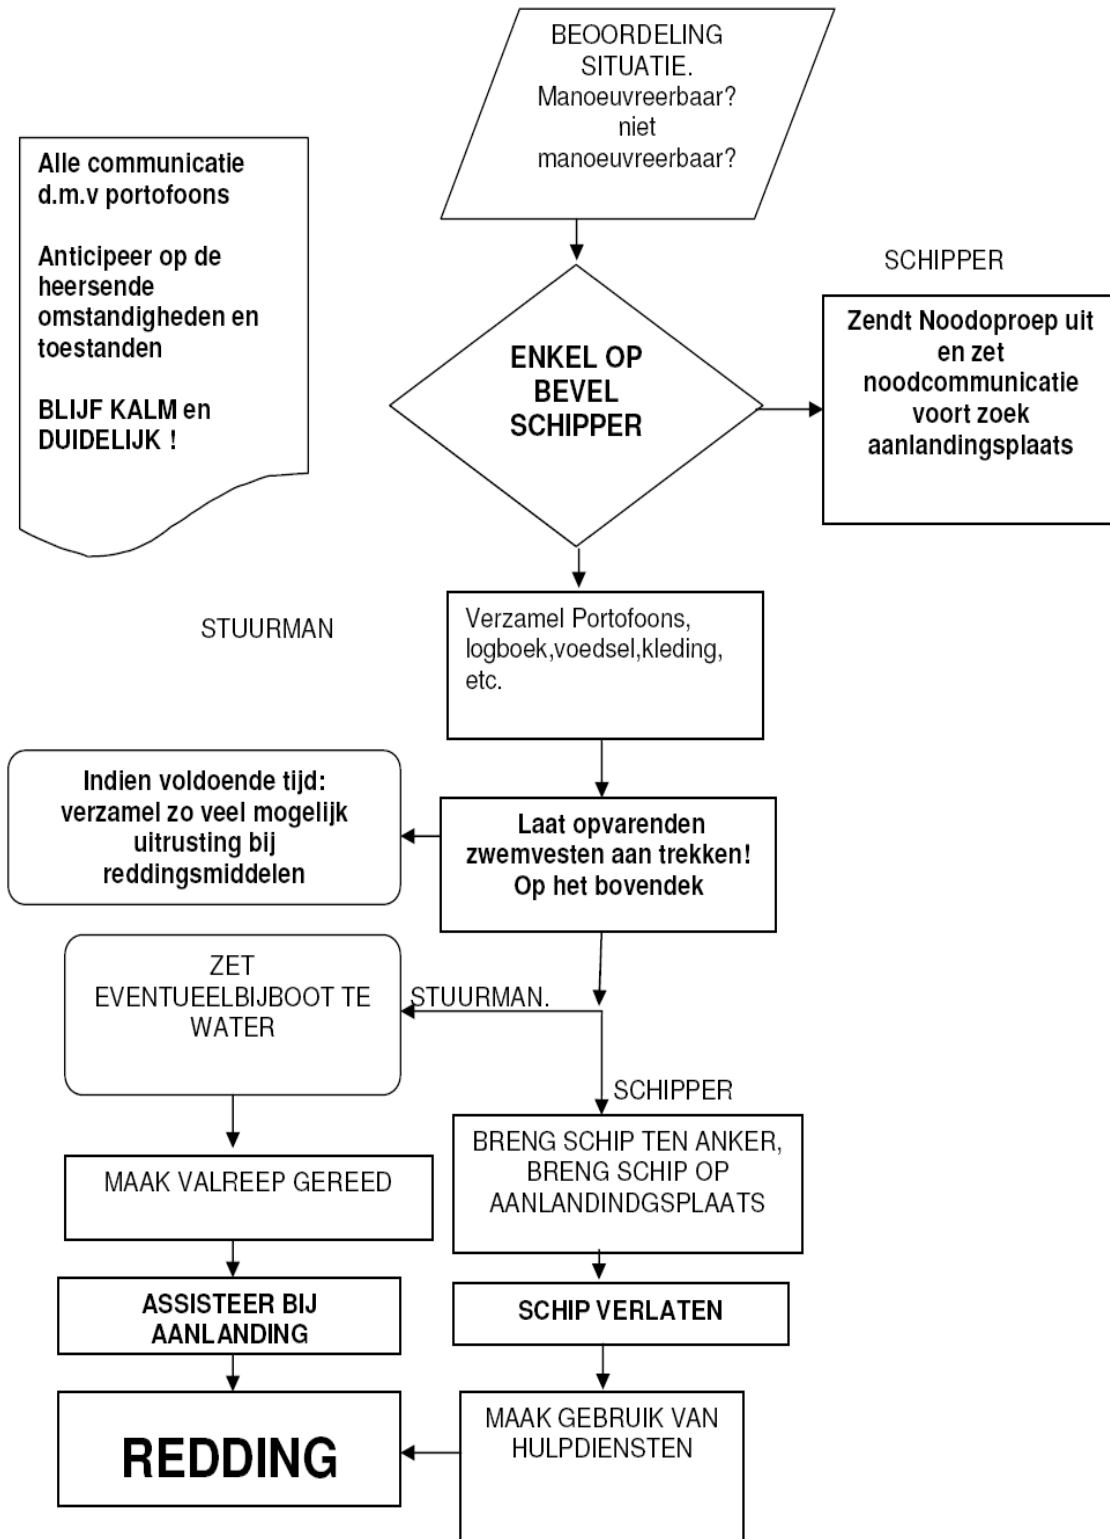 BEOORDELING
SITUATIE.
Manoeuvreerbaar?
niet
manoeuvreerbaar?
Alle communicatie
d.m.v portofoons
Anticipeer op de
heersende
omstandigheden en
toestanden
BLIJF KALM en
DUIDELIJK !
ENKEL OP
BEVEL
SCHIPPER
SCHIPPER
Zendt Noodoproep uit
en zet
noodcommunicatie
voort zoek
aanlandingsplaats
STUURMAN
Verzamel Portofoons,
logboek,voedsel,kleding,
etc.
Indien voldoende tijd:
verzamel zo veel mogelijk
uitrusting bij
reddingsmiddelen
Laat opvarenden
zwemvesten aan trekken!
Op het bovendek
ZET
EVENTUEELBIJBOOT TE
WATER
STUURMAN.
SCHIPPER
BRENG SCHIP TEN ANKER,
BRENG SCHIP OP
AANLANDINDGSPLAATS
MAAK VALREEP GEREED
ASSISTEER BIJ
AANLANDING
SCHIP VERLATEN
REDDING
MAAK GEBRUIK VAN
HULPDIENSTEN